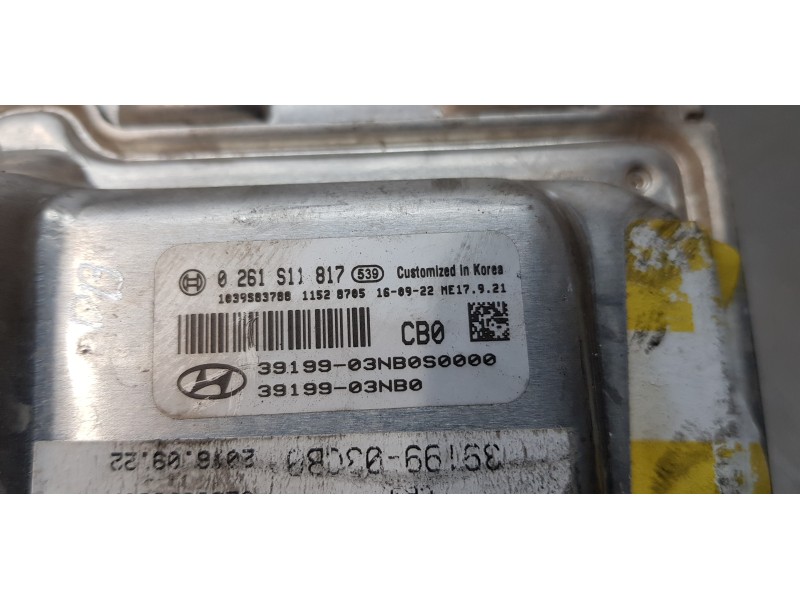 0 261 S11 817 539 Customized in Korea
1039S83788 1152 8705 16-09-22 ME17.9.21
CB0
39199-03NB0S0000
39199-03NB0
39199-03CB0 2016.09.22